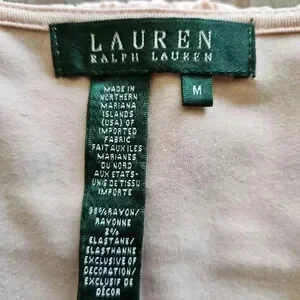 LAUREN
RALPH LAUREN
M
MADE IN
NORTHERN
MARIANA
ISLANDS
(USA) OF
IMPORTED
FABRIC
FAIT AUX ILES
MARIANES
DU NORD
AUX ETATS-
UNIS DE TISSU
IMPORTE
98% RAYON/
RAYONNE
2%
ELASTANE/
ELASTHANNE
EXCLUSIVE OF
DECORATION/
EXCLUSIF DE
DÉCOR